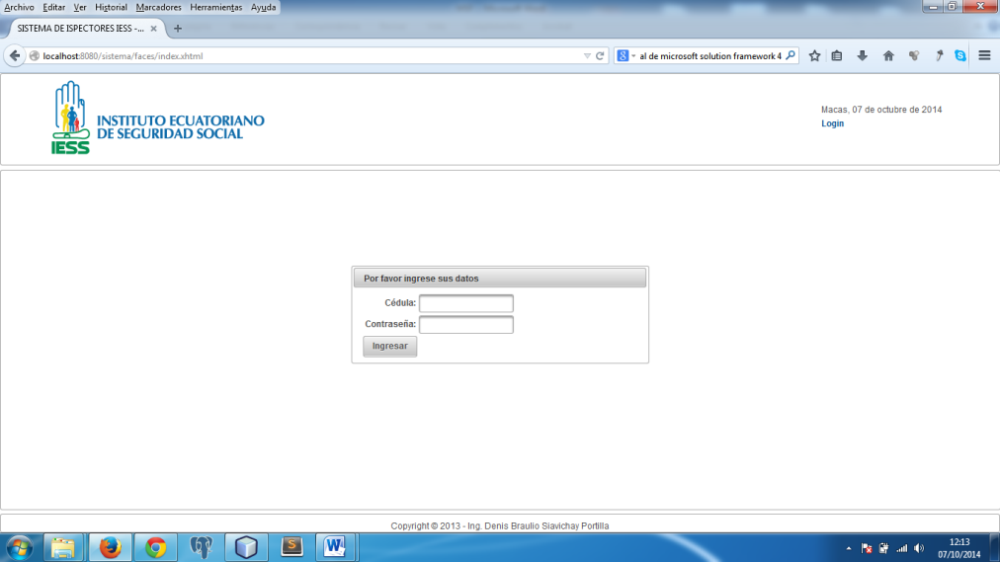 Archivo Editar Ver Historial Marcadores Herramientas Ayuda
SISTEMA DE ISPECTORES IESS -...
localhost:8080/sistema/faces/index.xhtml
al de microsoft solution framework 4
INSTITUTO ECUATORIANO
DE SEGURIDAD SOCIAL
IESS
Macas, 07 de octubre de 2014
Login
Por favor ingrese sus datos
Cédula:
Contraseña:
Ingresar
Copyright © 2013 - Ing. Denis Braulio Siavichay Portilla
12:13
07/10/2014